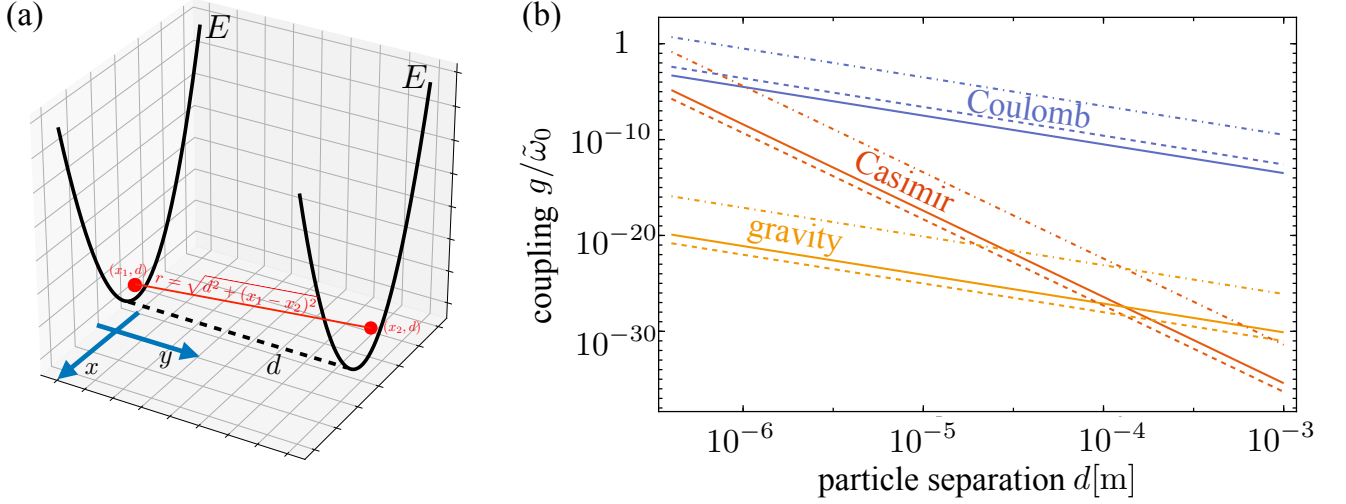 (a)
E
E
(x₁, d)
r = √d² + (x₁ − x₂)²
(x₂, d)
x
y
d
(b)
coupling g/ω̃₀
1
10⁻¹⁰
10⁻²⁰
10⁻³⁰
Coulomb
Casimir
gravity
10⁻⁶
10⁻⁵
10⁻⁴
10⁻³
particle separation d[m]